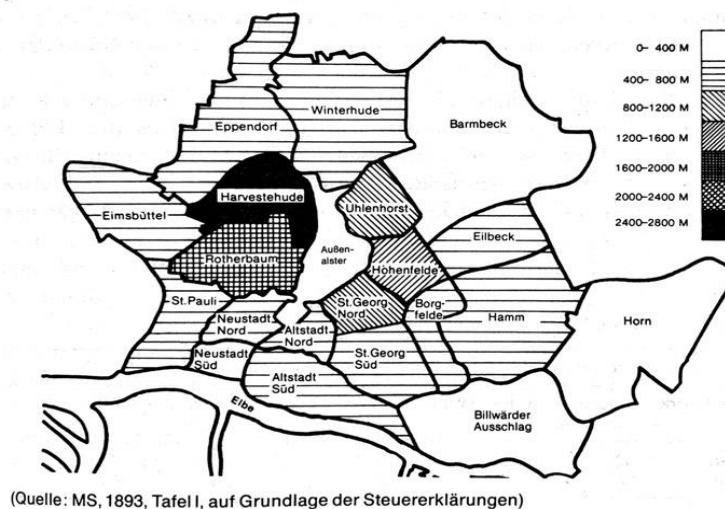 0– 400 M
400– 800 M
800–1200 M
1200–1600 M
1600–2000 M
2000–2400 M
2400–2800 M
Eppendorf
Winterhude
Barmbeck
Harvestehude
Eimsbüttel
Uhlenhorst
Rotherbaum
Außen-
alster
Eilbeck
Hohenfelde
St. Pauli
Neustadt
Nord
Altstadt
Nord
St. Georg
Nord
Borg-
felde
Hamm
Horn
Neustadt
Süd
Altstadt
Süd
St. Georg
Süd
Elbe
Billwärder
Ausschlag
(Quelle: MS, 1893, Tafel I, auf Grundlage der Steuererklärungen)